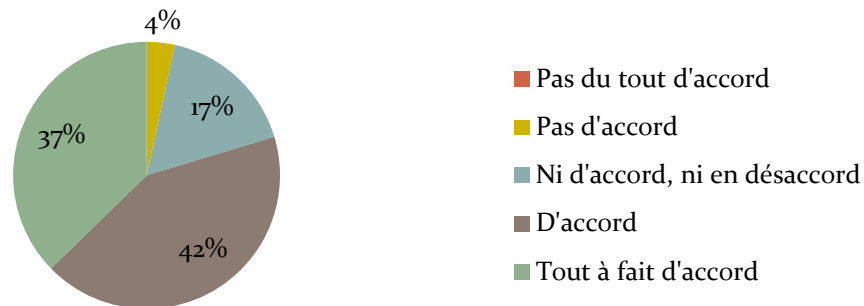 4%
17%
37%
42%
Pas du tout d'accord
Pas d'accord
Ni d'accord, ni en désaccord
D'accord
Tout à fait d'accord